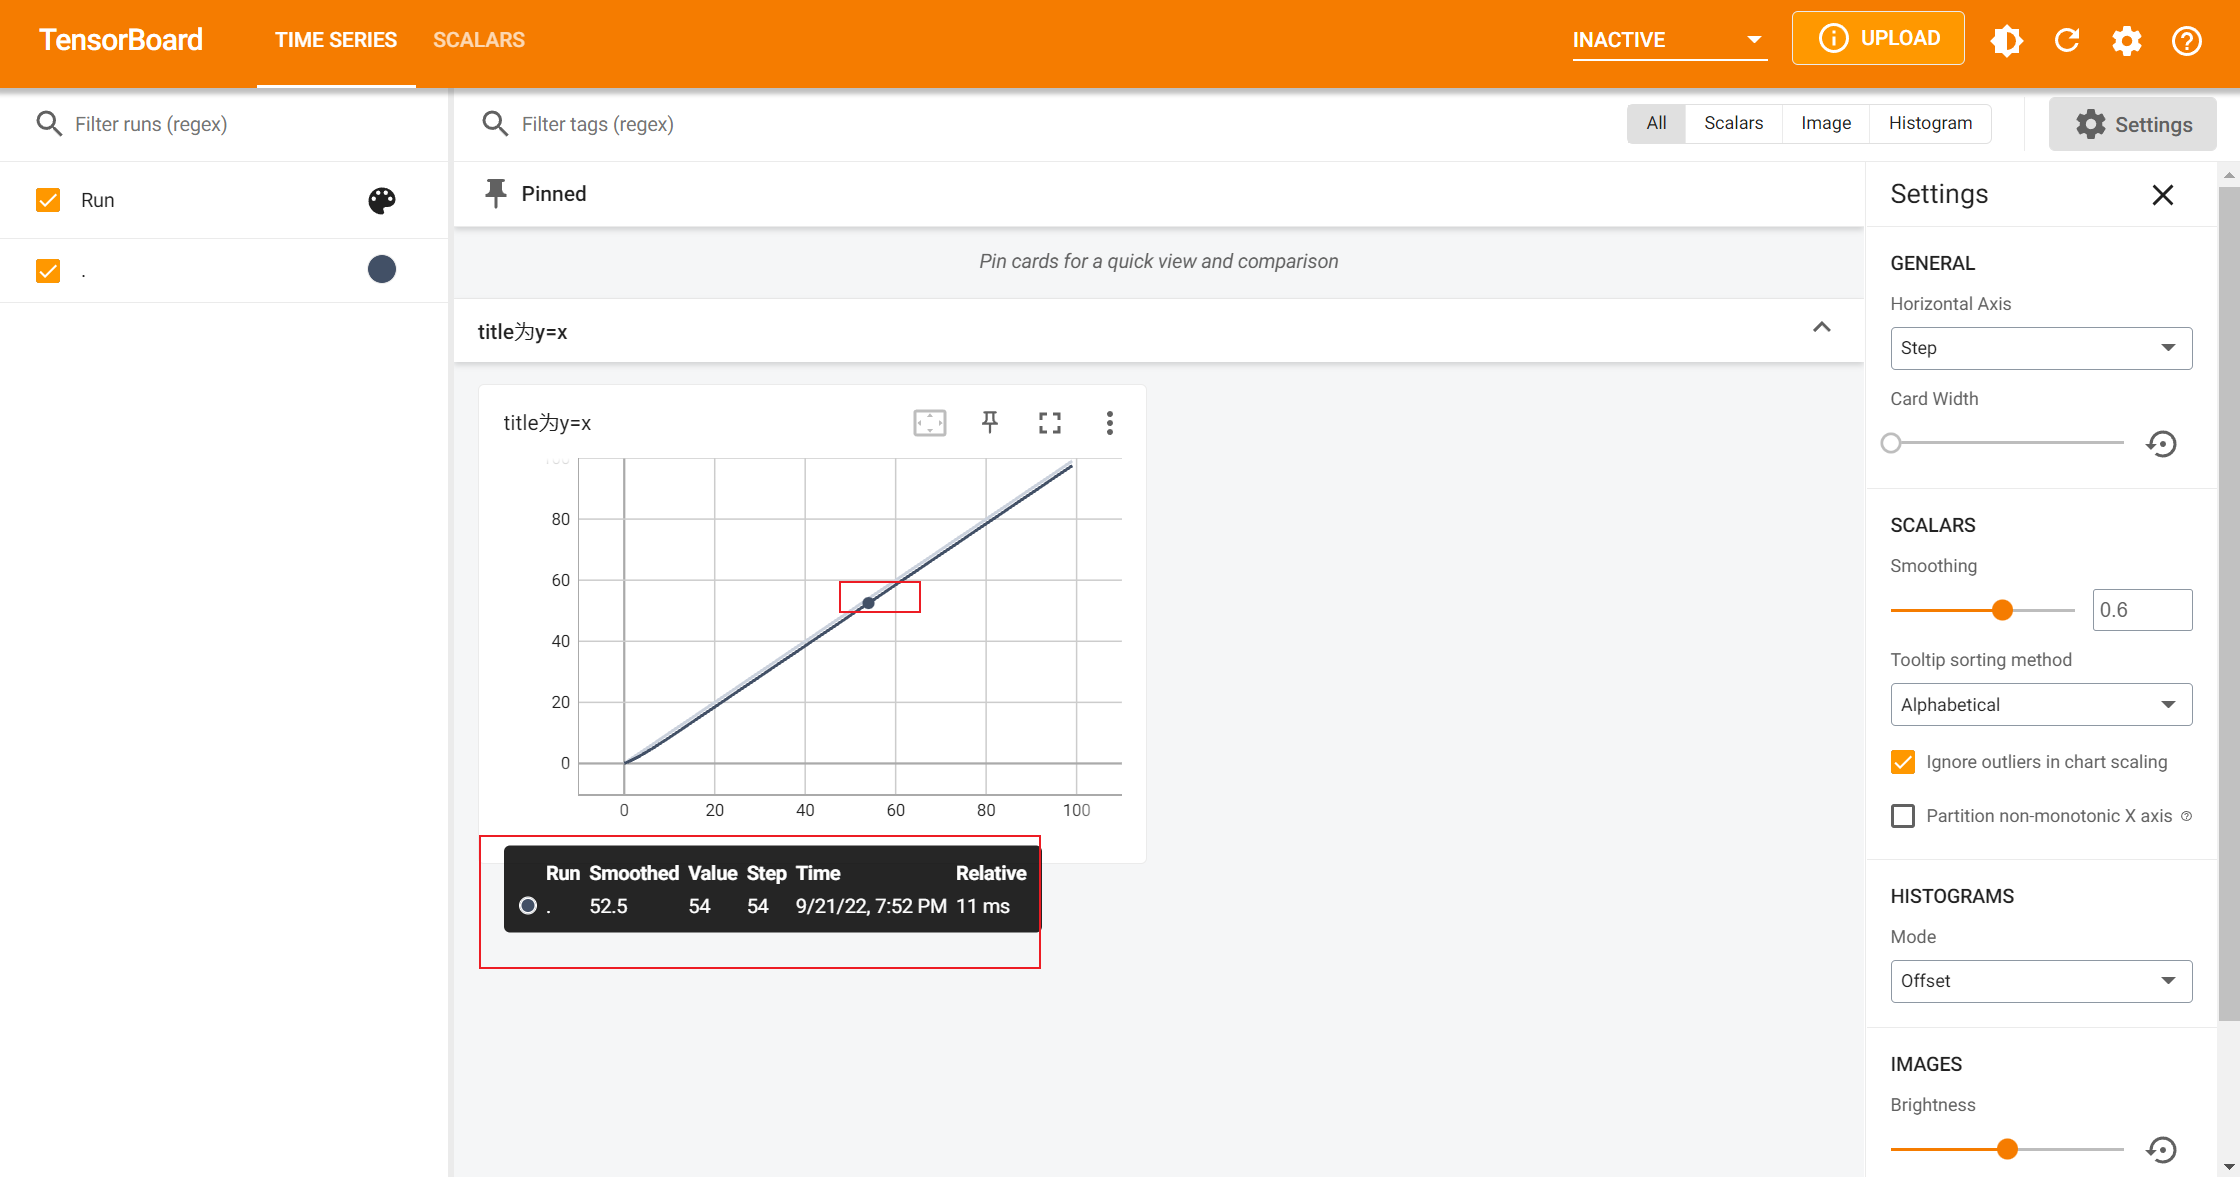 TensorBoard TIME SERIES SCALARS INACTIVE UPLOAD
Filter runs (regex)
Run
.
Filter tags (regex) All Scalars Image Histogram Settings
Pinned
Pin cards for a quick view and comparison
title为y=x
title为y=x
100
80
60
40
20
0
0 20 40 60 80 100
Run Smoothed Value Step Time Relative
. 52.5 54 54 9/21/22, 7:52 PM 11 ms
Settings
GENERAL
Horizontal Axis
Step
Card Width
SCALARS
Smoothing
0.6
Tooltip sorting method
Alphabetical
Ignore outliers in chart scaling
Partition non-monotonic X axis
HISTOGRAMS
Mode
Offset
IMAGES
Brightness